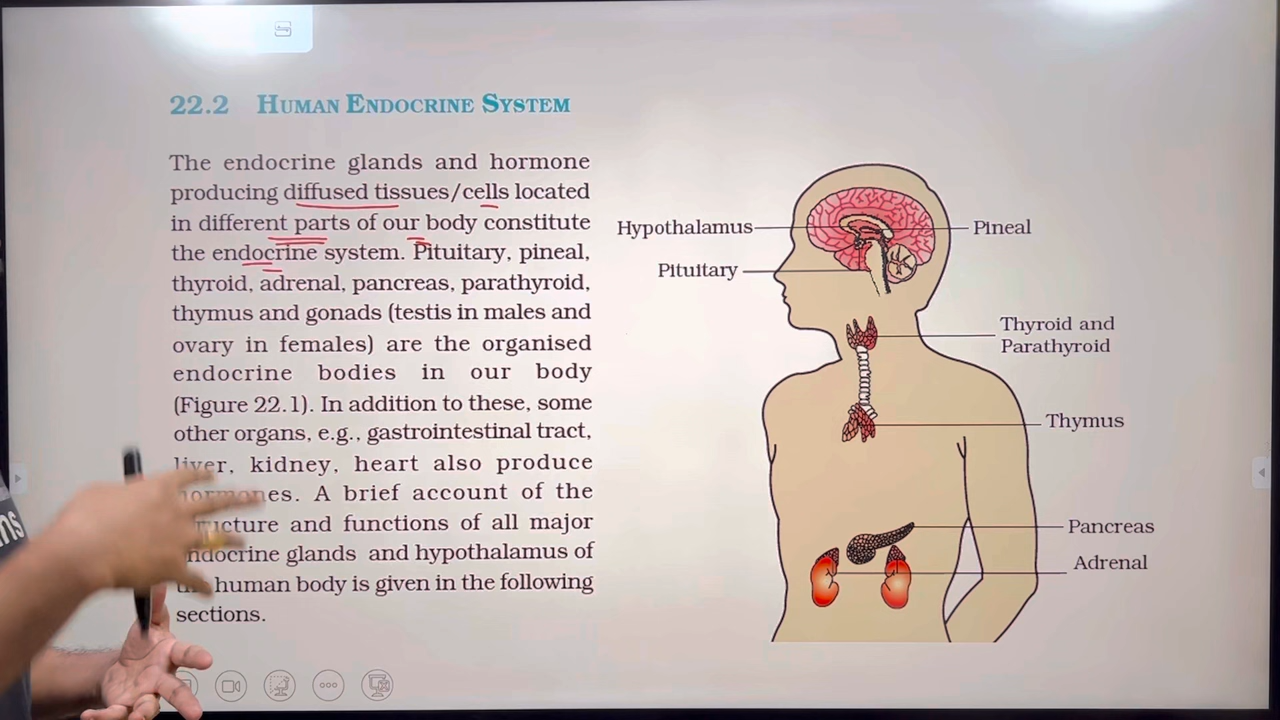 22.2 HUMAN ENDOCRINE SYSTEM
The endocrine glands and hormone
producing diffused tissues/cells located
in different parts of our body constitute
the endocrine system. Pituitary, pineal,
thyroid, adrenal, pancreas, parathyroid,
thymus and gonads (testis in males and
ovary in females) are the organised
endocrine bodies in our body
(Figure 22.1). In addition to these, some
other organs, e.g., gastrointestinal tract,
liver, kidney, heart also produce
hormones. A brief account of the
structure and functions of all major
endocrine glands and hypothalamus of
the human body is given in the following
sections.
Hypothalamus
Pineal
Pituitary
Thyroid and
Parathyroid
Thymus
Pancreas
Adrenal